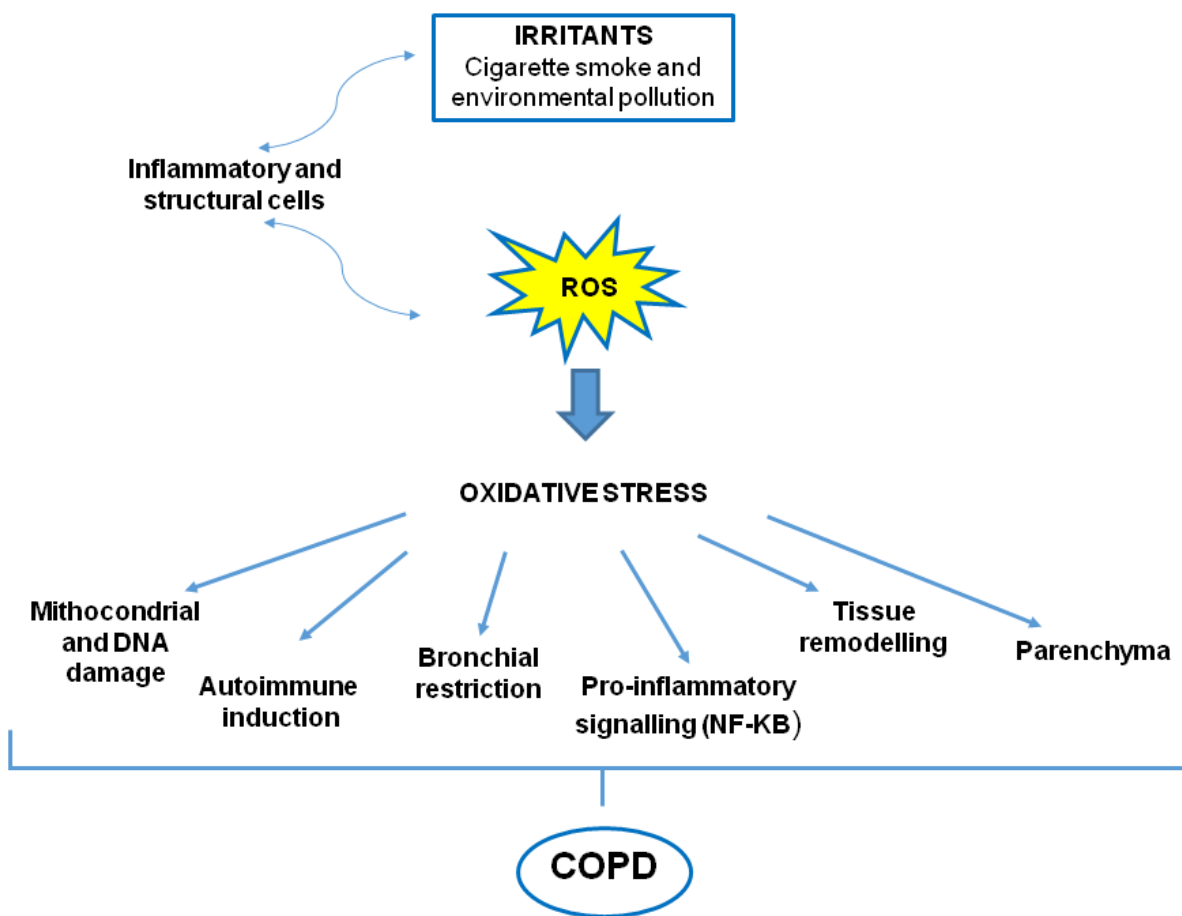 IRRITANTS
Cigarette smoke and
environmental pollution
Inflammatory and
structural cells
ROS
OXIDATIVE STRESS
Mithocondrial
and DNA
damage
Autoimmune
induction
Bronchial
restriction
Pro-inflammatory
signalling (NF-KB)
Tissue
remodelling
Parenchyma
COPD